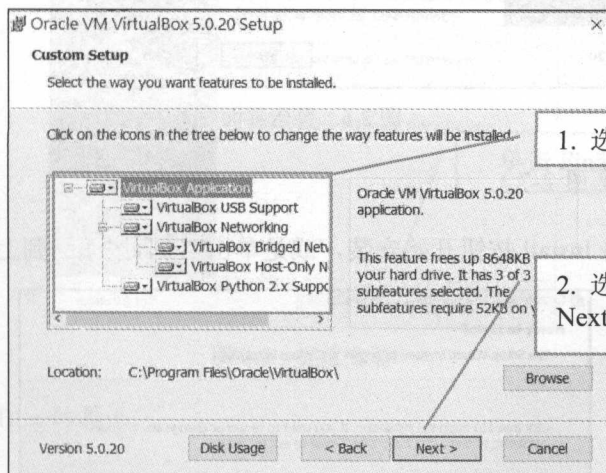 Oracle VM VirtualBox 5.0.20 Setup
Custom Setup
Select the way you want features to be installed.
Click on the icons in the tree below to change the way features will be installed.
1. 选
VirtualBox Application
VirtualBox USB Support
VirtualBox Networking
VirtualBox Bridged Netw
VirtualBox Host-Only N
VirtualBox Python 2.x Suppo
Oracle VM VirtualBox 5.0.20
application.
This feature frees up 8648KB
your hard drive. It has 3 of 3
subfeatures selected. The
subfeatures require 52KB on
2. 选
Next
Location: C:\Program Files\Oracle\VirtualBox\
Browse
Version 5.0.20
Disk Usage
< Back
Next >
Cancel